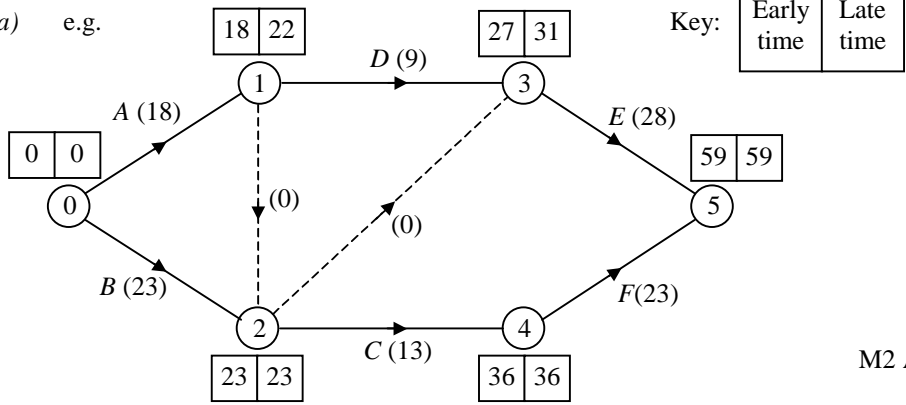 a) e.g.
18 22
27 31
Key:
Early time
Late time
D (9)
1
3
A (18)
E (28)
0 0
59 59
0
(0)
(0)
5
B (23)
F(23)
2
4
C (13)
23 23
36 36
M2